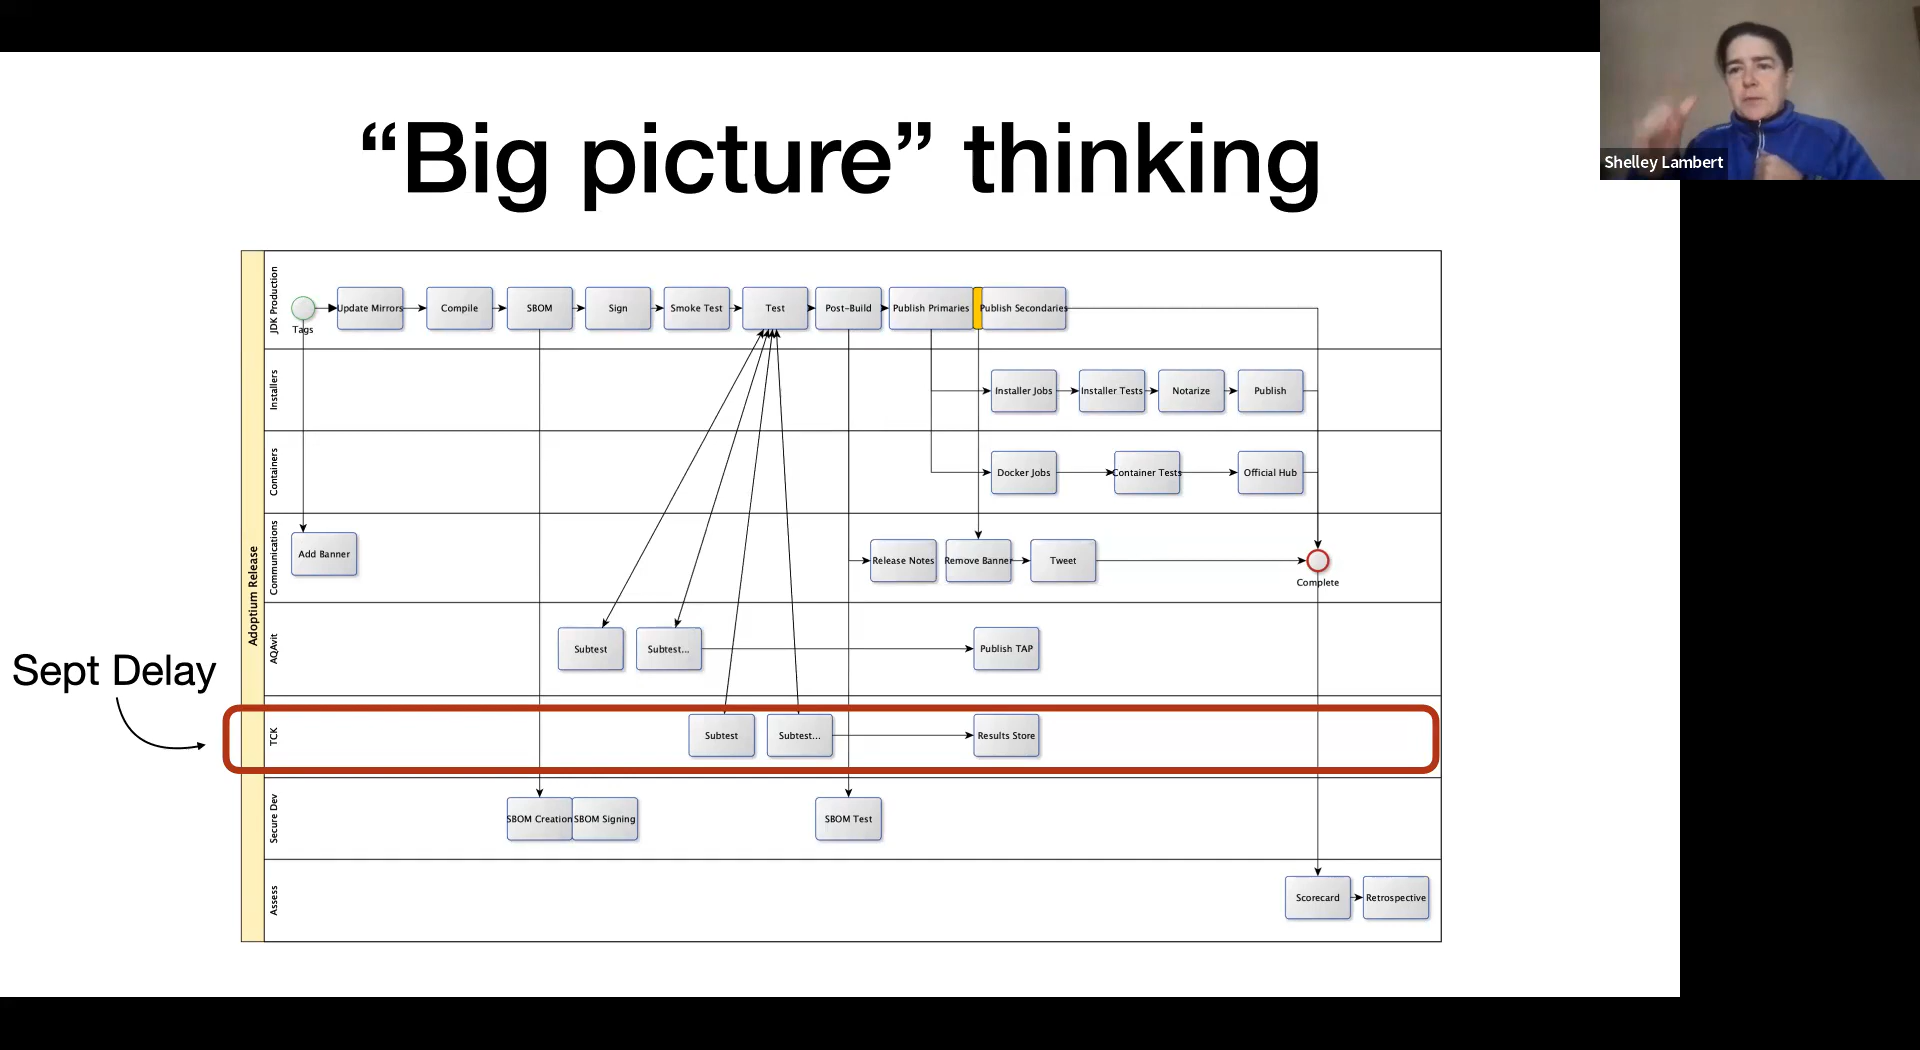 Shelley Lambert
“Big picture” thinking
Adoptium Release
JDK Production
Tags
Update Mirrors
Compile
SBOM
Sign
Smoke Test
Test
Post-Build
Publish Primaries
Publish Secondaries
Installers
Installer Jobs
Installer Tests
Notarize
Publish
Containers
Docker Jobs
Container Tests
Official Hub
Communications
Add Banner
Release Notes
Remove Banner
Tweet
Complete
AQAvit
Subtest
Subtest...
Publish TAP
Sept Delay
TCK
Subtest
Subtest...
Results Store
Secure Dev
SBOM Creation
SBOM Signing
SBOM Test
Assess
Scorecard
Retrospective